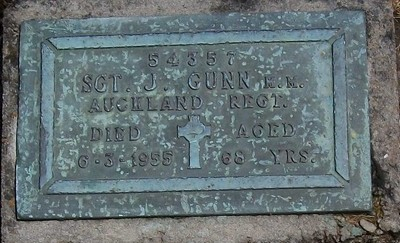 54357
SGT. J. GUNN M.M.
AUCKLAND REGT.
DIED AGED
6-3-1955 68 YRS.